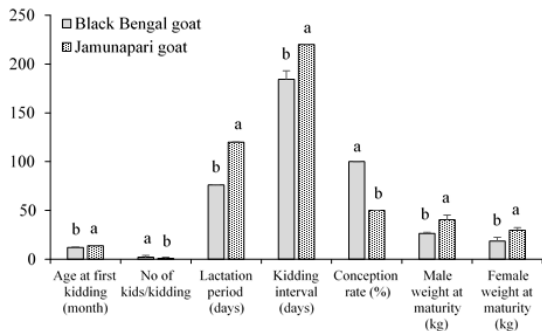 Black Bengal goat
Jamunapari goat
250
200
150
100
50
0
b a
a b
b a
b a
a b
b a
b a
Age at first kidding (month)
No of kids/kidding
Lactation period (days)
Kidding interval (days)
Conception rate (%)
Male weight at maturity (kg)
Female weight at maturity (kg)